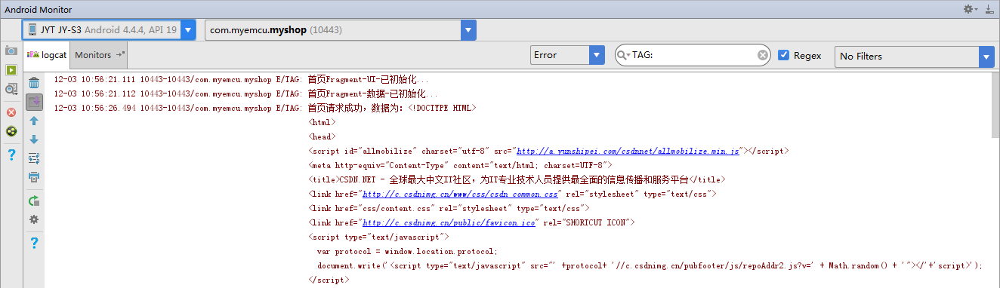 Android Monitor
JYT JY-S3 Android 4.4.4, API 19
com.myemcu.myshop (10443)
logcat
Monitors
Error
TAG:
Regex
No Filters
12-03 10:56:21.111 10443-10443/com.myemcu.myshop E/TAG: 首页Fragment-UI-已初始化...
12-03 10:56:21.112 10443-10443/com.myemcu.myshop E/TAG: 首页Fragment-数据-已初始化...
12-03 10:56:26.494 10443-10443/com.myemcu.myshop E/TAG: 首页请求成功，数据为：<!DOCTYPE HTML>
<html>
<head>
<script id="allmobilize" charset="utf-8" src="http://a.yunshipei.com/csdnnet/allmobilize.min.js"></script>
<meta http-equiv="Content-Type" content="text/html; charset=UTF-8">
<title>CSDN.NET - 全球最大中文IT社区，为IT专业技术人员提供最全面的信息传播和服务平台</title>
<link href="http://c.csdnimg.cn/www/css/csdn_common.css" rel="stylesheet" type="text/css">
<link href="css/content.css" rel="stylesheet" type="text/css">
<link href="http://c.csdnimg.cn/public/favicon.ico" rel="SHORTCUT ICON">
<script type="text/javascript">
var protocol = window.location.protocol;
document.write('<script type="text/javascript" src="' +protocol+ '//c.csdnimg.cn/pubfooter/js/repoAddr2.js?v=' + Math.random() + '"></'+'script>');
</script>